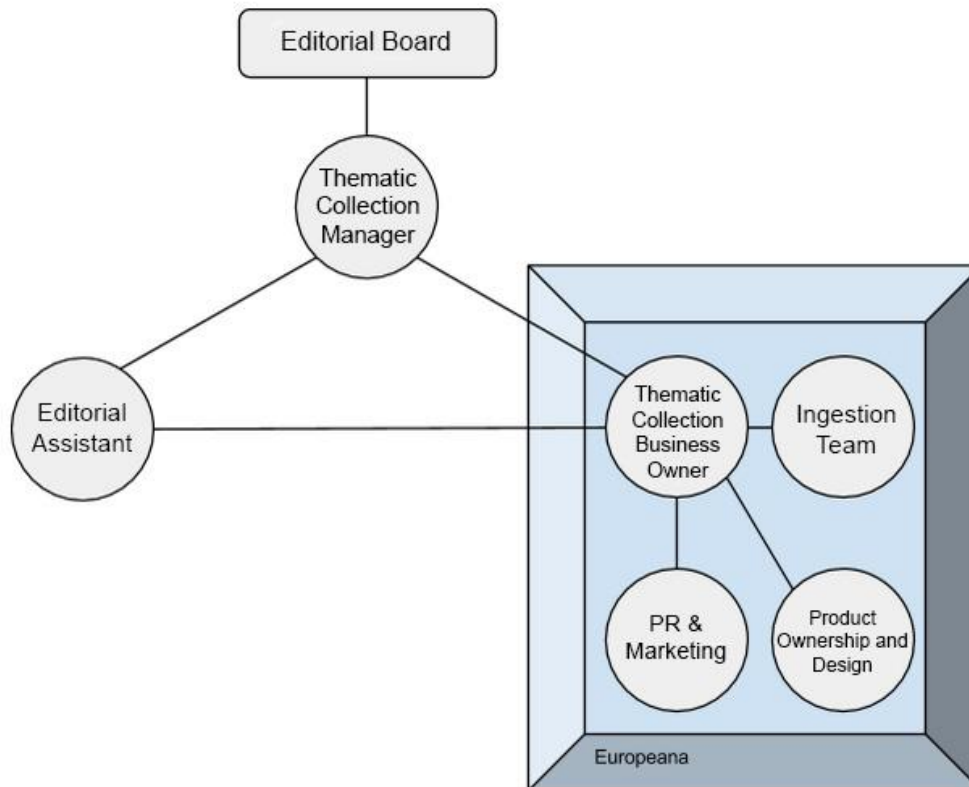 Editorial Board
Thematic
Collection
Manager
Editorial
Assistant
Thematic
Collection
Business
Owner
Ingestion
Team
PR &
Marketing
Product
Ownership and
Design
Europeana